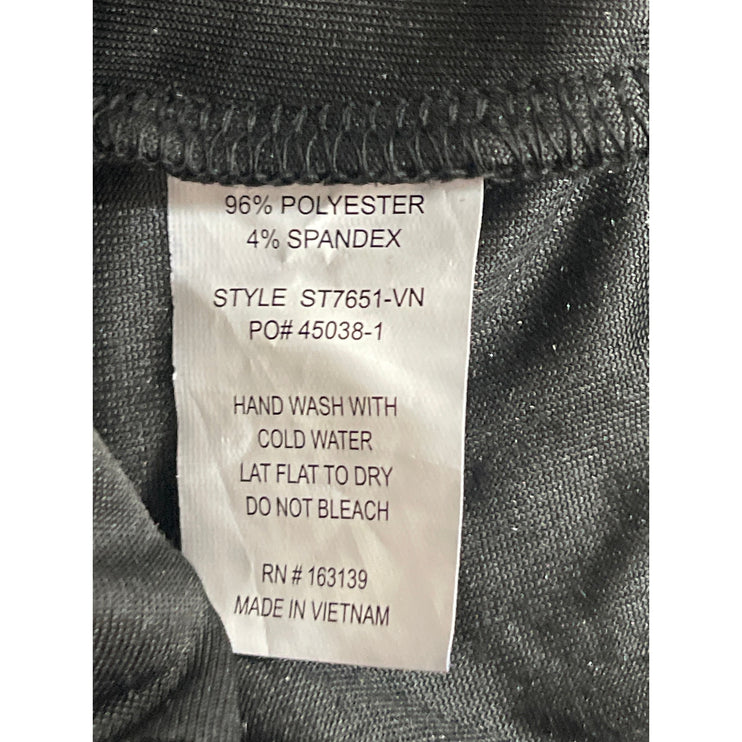 96% POLYESTER
4% SPANDEX
STYLE ST7651-VN
PO# 45038-1
HAND WASH WITH
COLD WATER
LAT FLAT TO DRY
DO NOT BLEACH
RN # 163139
MADE IN VIETNAM